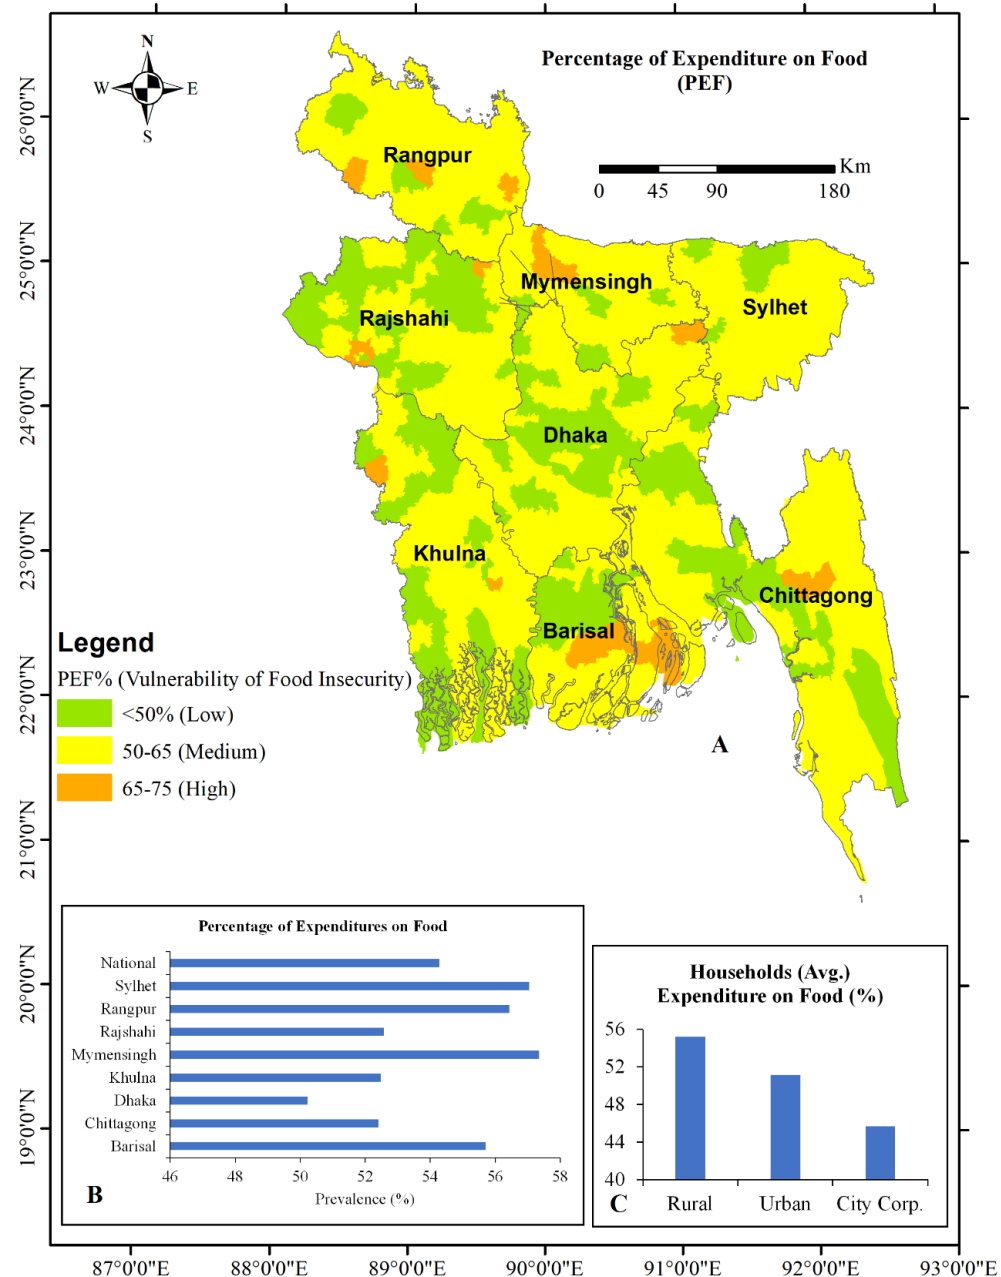 N
W E
S
Percentage of Expenditure on Food
(PEF)
Km
0 45 90 180
26°0'0"N
25°0'0"N
24°0'0"N
23°0'0"N
22°0'0"N
21°0'0"N
20°0'0"N
19°0'0"N
Rangpur
Mymensingh
Sylhet
Rajshahi
Dhaka
Khulna
Chittagong
Barisal
Legend
PEF% (Vulnerability of Food Insecurity)
<50% (Low)
50-65 (Medium)
65-75 (High)
A
Percentage of Expenditures on Food
National
Sylhet
Rangpur
Rajshahi
Mymensingh
Khulna
Dhaka
Chittagong
Barisal
46 48 50 52 54 56 58
Prevalence (%)
B
Households (Avg.)
Expenditure on Food (%)
56
52
48
44
40
Rural Urban City Corp.
C
87°0'0"E 88°0'0"E 89°0'0"E 90°0'0"E 91°0'0"E 92°0'0"E 93°0'0"E